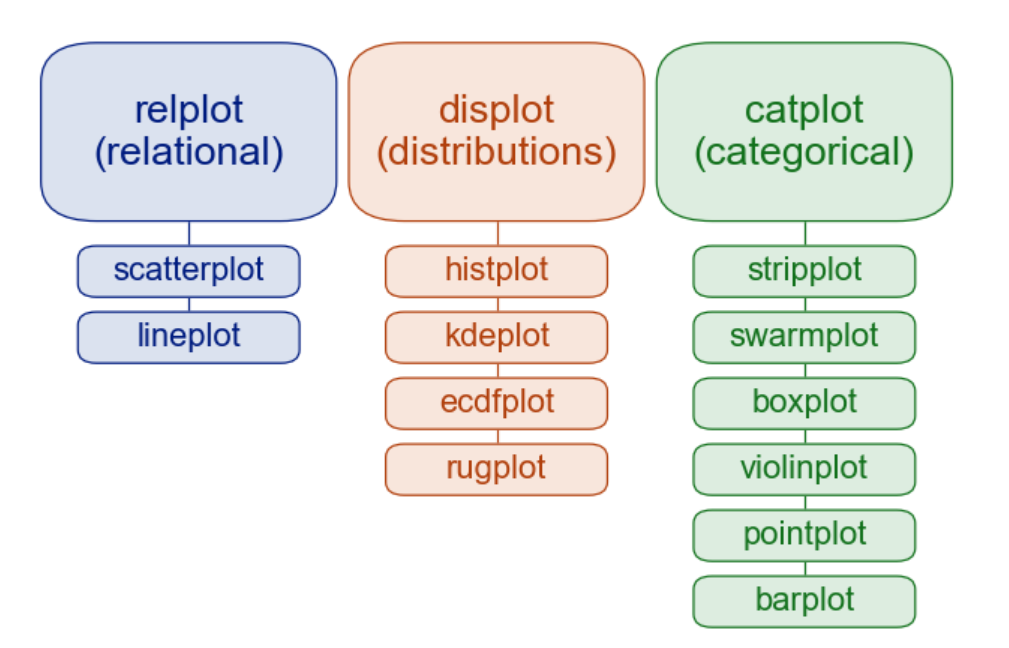 relplot
(relational)
scatterplot
lineplot
displot
(distributions)
histplot
kdeplot
ecdfplot
rugplot
catplot
(categorical)
stripplot
swarmplot
boxplot
violinplot
pointplot
barplot